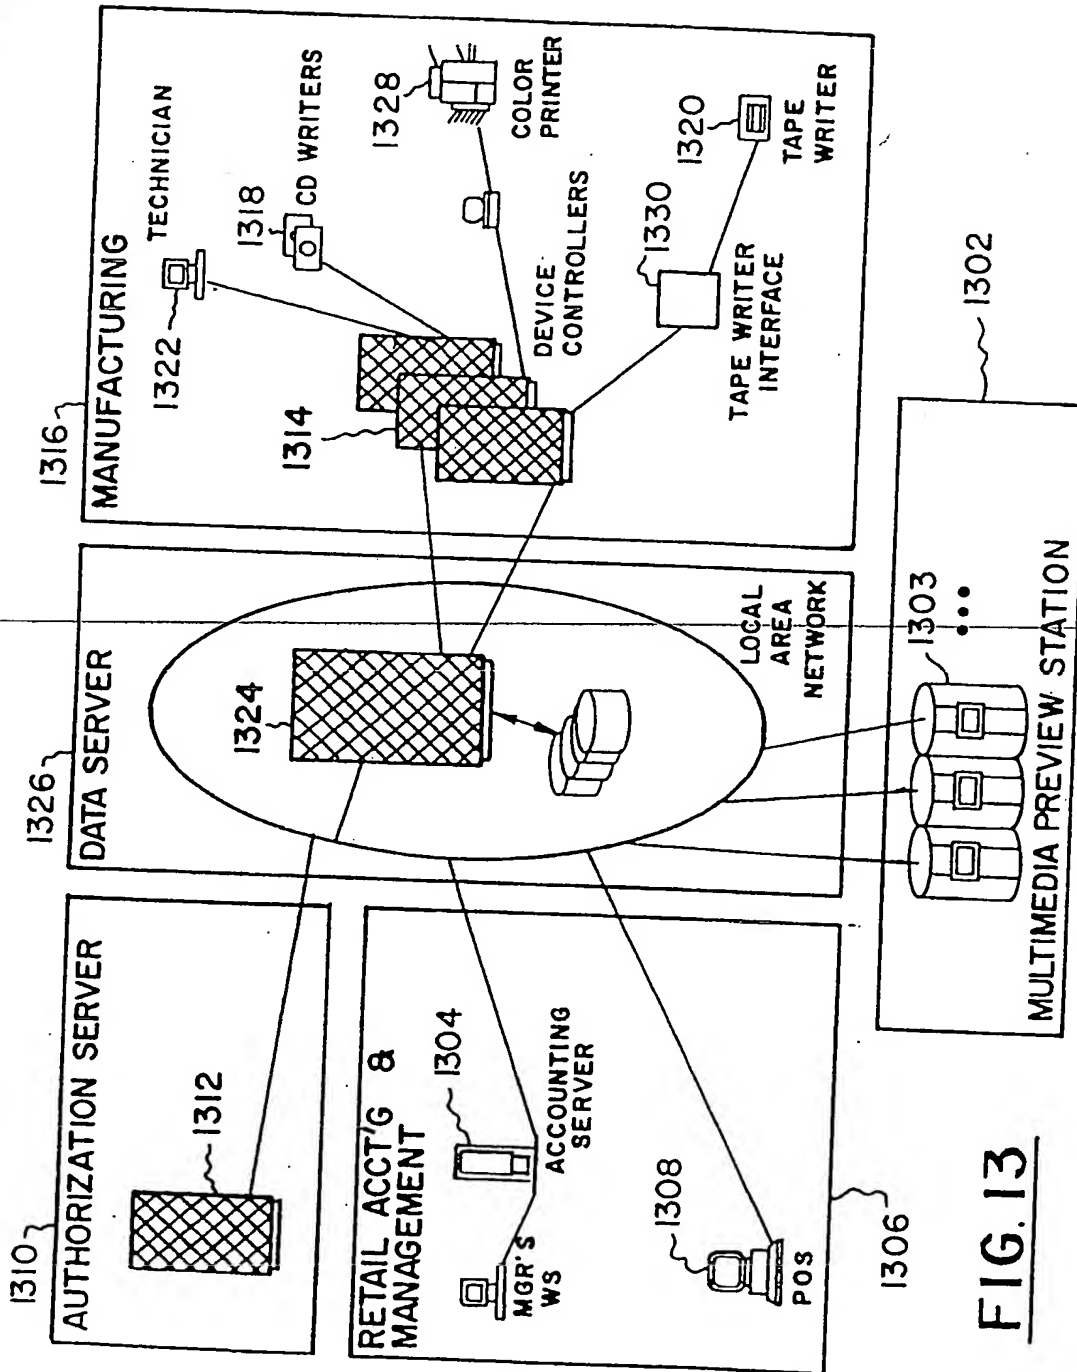 1310
AUTHORIZATION SERVER
1312
1326
DATA SERVER
1324
LOCAL
AREA
NETWORK
1316
MANUFACTURING
1322
TECHNICIAN
1318
CD WRITERS
1314
1328
COLOR
PRINTER
DEVICE
CONTROLLERS
1330
TAPE WRITER
INTERFACE
1320
TAPE
WRITER
RETAIL ACCT'G &
MANAGEMENT
1304
ACCOUNTING
SERVER
MGR'S
WS
1308
POS
1306
1302
1303
•••
MULTIMEDIA PREVIEW STATION
FIG. 13